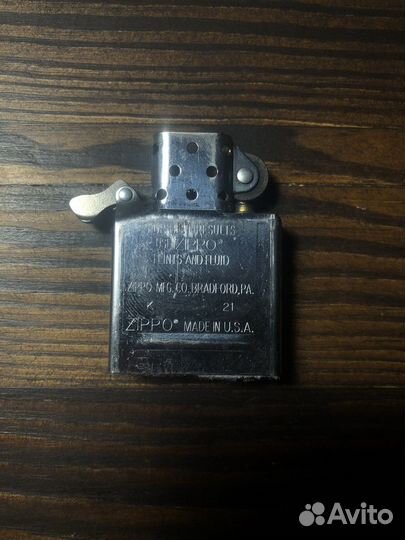 FOR BEST RESULTS
USE ZIPPO®
FLINTS AND FLUID
ZIPPO MFG. CO. BRADFORD, PA.
K 21
ZIPPO® MADE IN U.S.A.
Avito